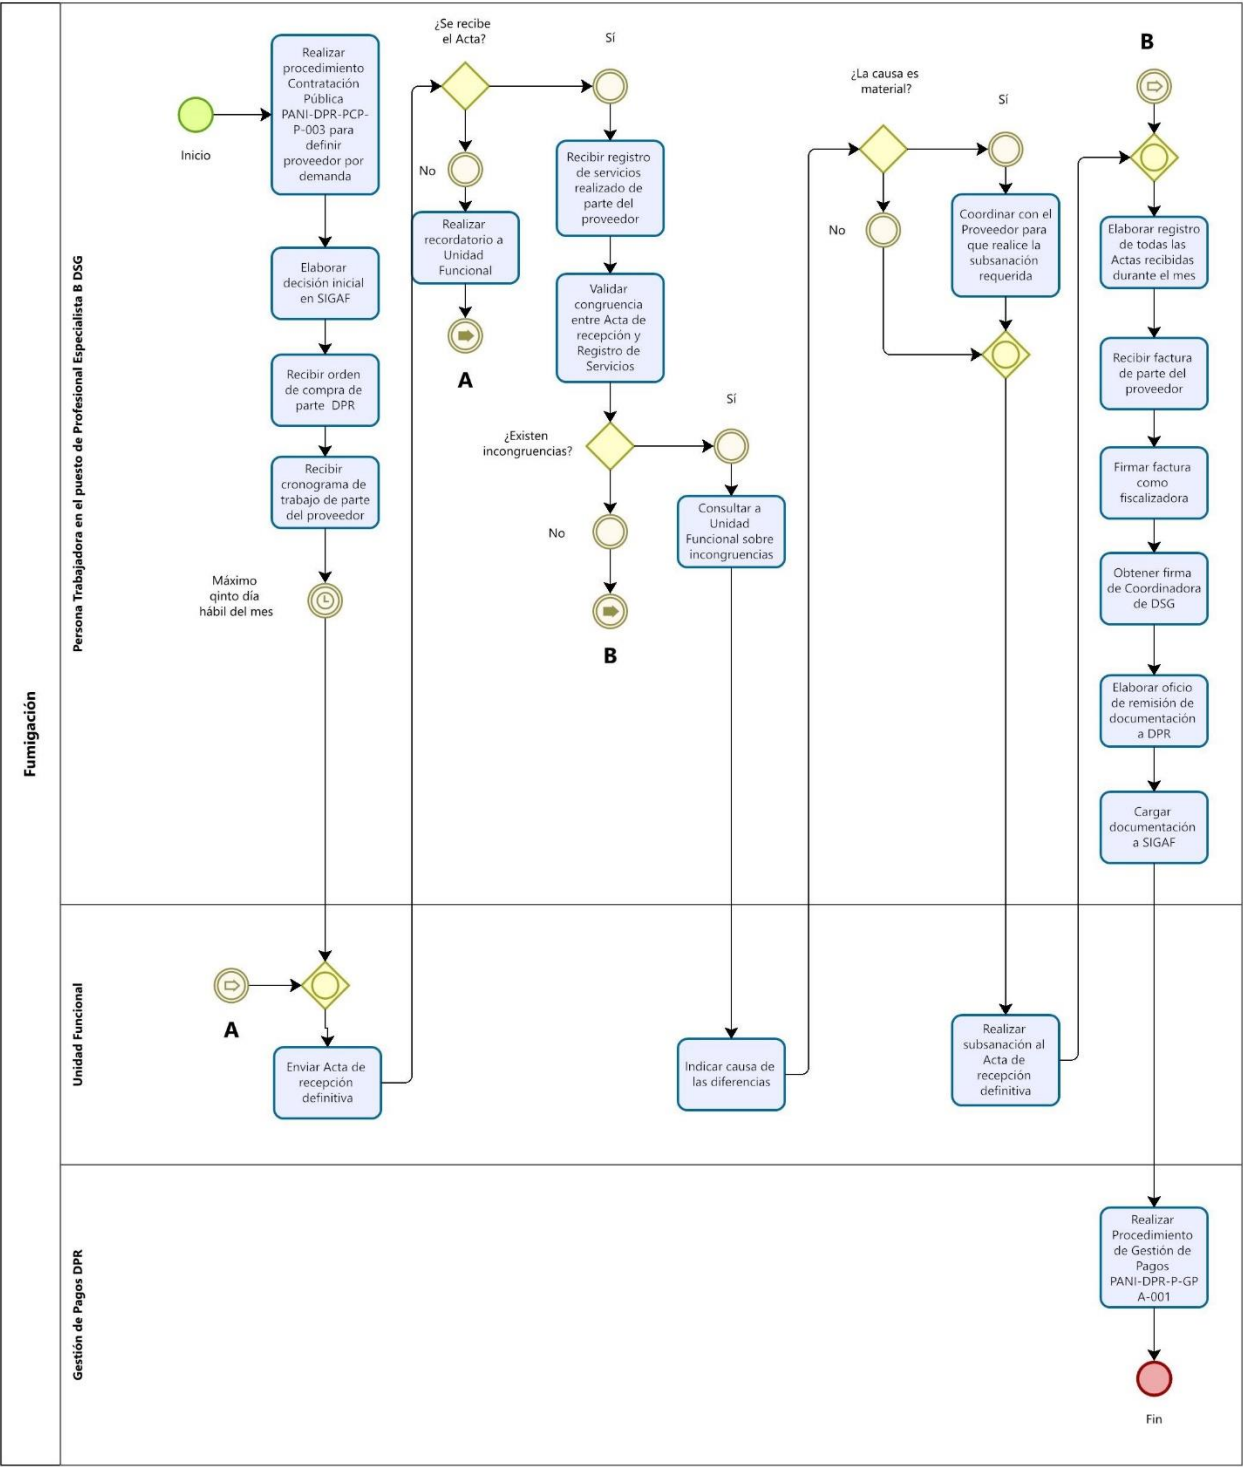 Fumigación
Persona Trabajadora en el puesto de Profesional Especialista B DSG
Inicio
Realizar
procedimiento
Contratación
Pública
PANI-DPR-PCP-
P-003 para
definir
proveedor por
demanda
Elaborar
decisión inicial
en SIGAF
Recibir orden
de compra de
parte DPR
Recibir
cronograma de
trabajo de parte
del proveedor
Máximo
qinto día
hábil del mes
¿Se recibe
el Acta?
No
Realizar
recordatorio a
Unidad
Funcional
A
Sí
Recibir registro
de servicios
realizado de
parte del
proveedor
Validar
congruencia
entre Acta de
recepción y
Registro de
Servicios
¿Existen
incongruencias?
No
B
Sí
Consultar a
Unidad
Funcional sobre
incongruencias
¿La causa es
material?
No
Sí
Coordinar con el
Proveedor para
que realice la
subsanación
requerida
B
Elaborar registro
de todas las
Actas recibidas
durante el mes
Recibir factura
de parte del
proveedor
Firmar factura
como
fiscalizadora
Obtener firma
de Coordinadora
de DSG
Elaborar oficio
de remisión de
documentación
a DPR
Cargar
documentación
a SIGAF
Unidad Funcional
A
Enviar Acta de
recepción
definitiva
Indicar causa de
las diferencias
Realizar
subsanación al
Acta de
recepción
definitiva
Gestión de Pagos DPR
Realizar
Procedimiento
de Gestión de
Pagos
PANI-DPR-P-GP
A-001
Fin